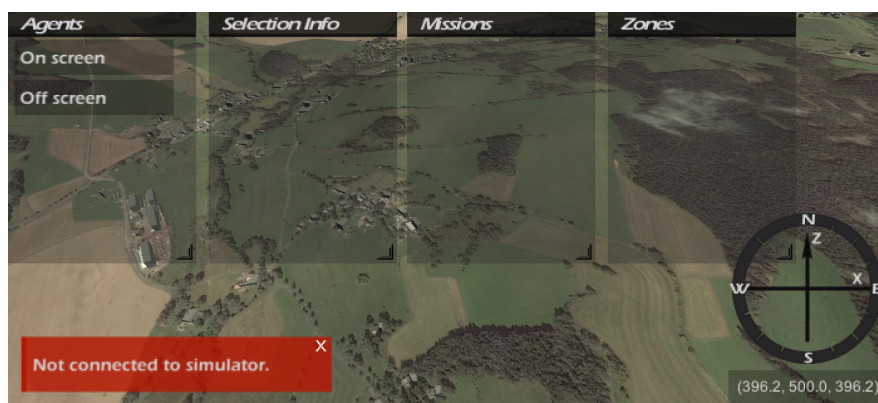 Agents
Selection Info
Missions
Zones
On screen
Off screen
N
Z
X
W
E
S
X
Not connected to simulator.
(396.2, 500.0, 396.2)